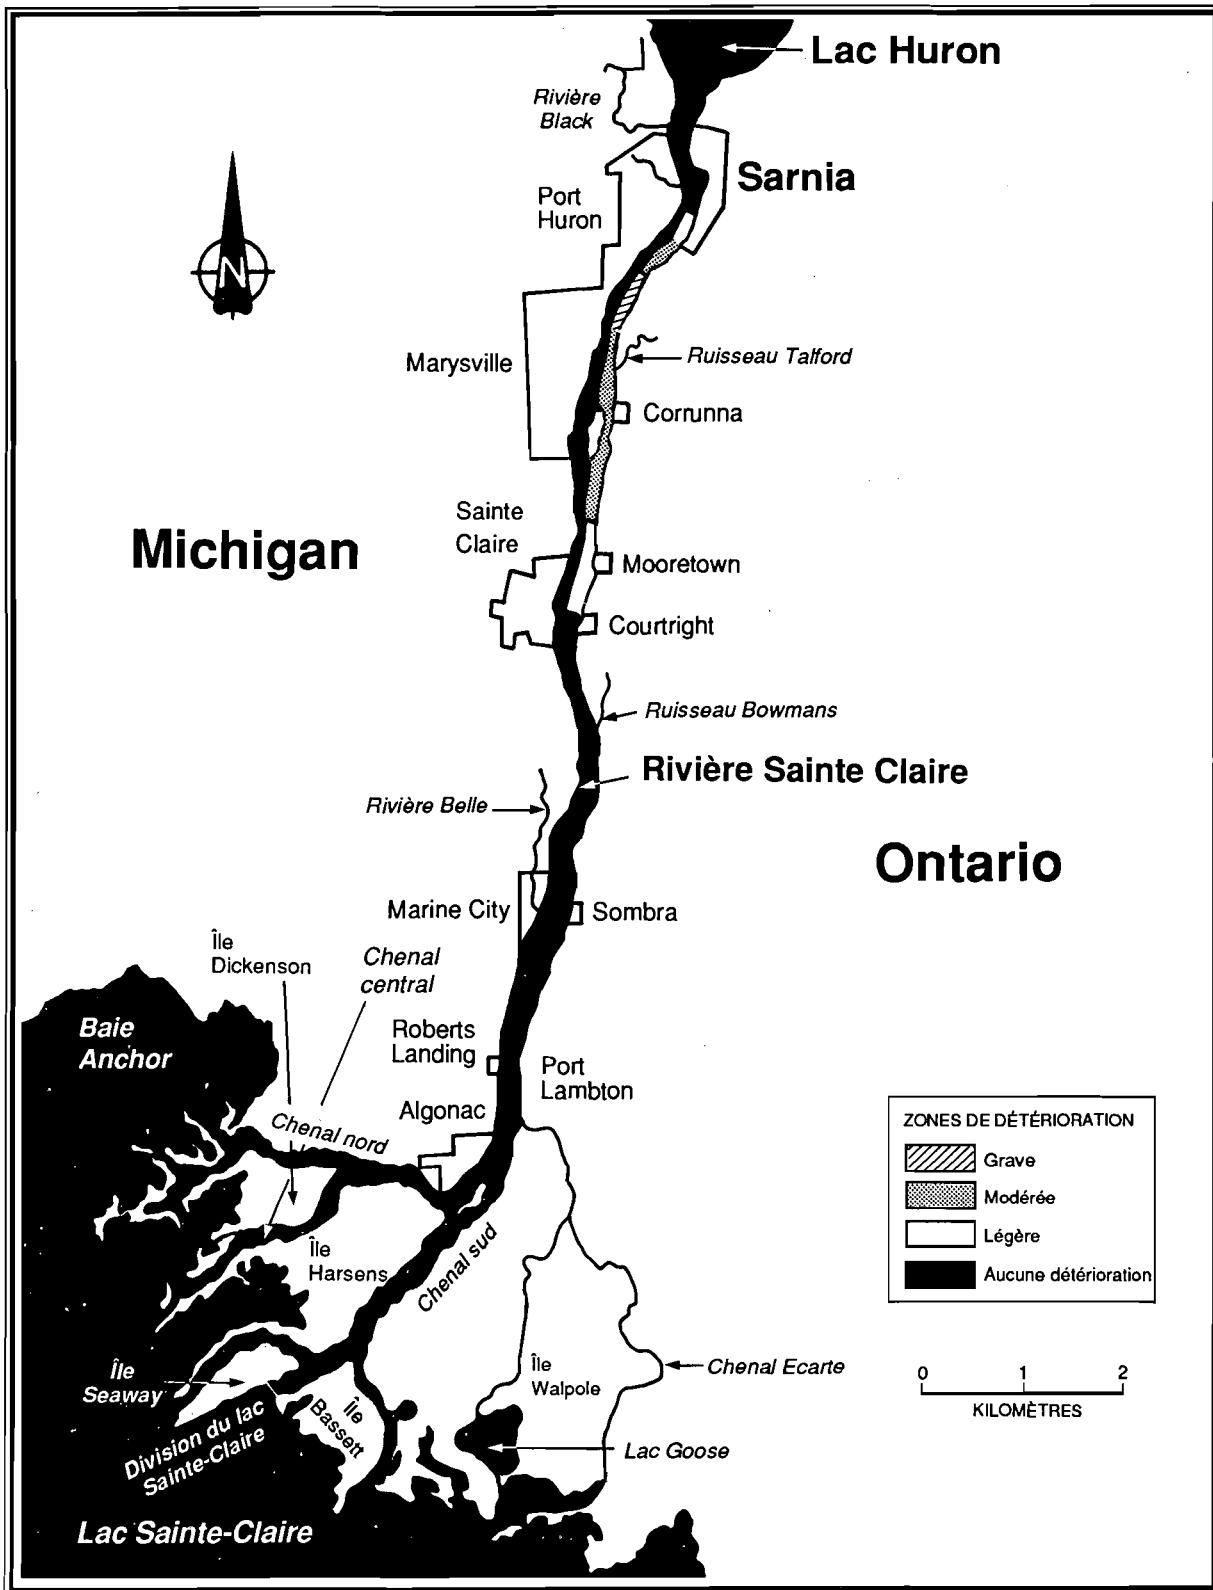 Lac Huron
Rivière
Black
Sarnia
Port
Huron
N
Marysville
Ruisseau Talford
Corrunna
Sainte
Claire
Michigan
Mooretown
Courtright
Ruisseau Bowmans
Rivière Sainte Claire
Rivière Belle
Ontario
Marine City
Sombra
Île
Dickenson
Chenal
central
Baie
Anchor
Roberts
Landing
Port
Lambton
Algonac
Chenal nord
ZONES DE DÉTÉRIORATION
Grave
Modérée
Légère
Aucune détérioration
Île
Harsens
Chenal sud
Île
Seaway
Île
Bassett
Île
Walpole
Chenal Ecarte
0 1 2
KILOMÈTRES
Division du lac
Sainte-Claire
Lac Goose
Lac Sainte-Claire